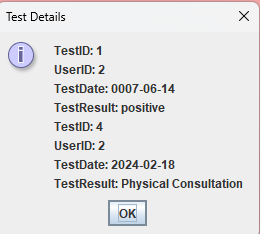 Test Details
TestID: 1
UserID: 2
TestDate: 0007-06-14
TestResult: positive
TestID: 4
UserID: 2
TestDate: 2024-02-18
TestResult: Physical Consultation
OK